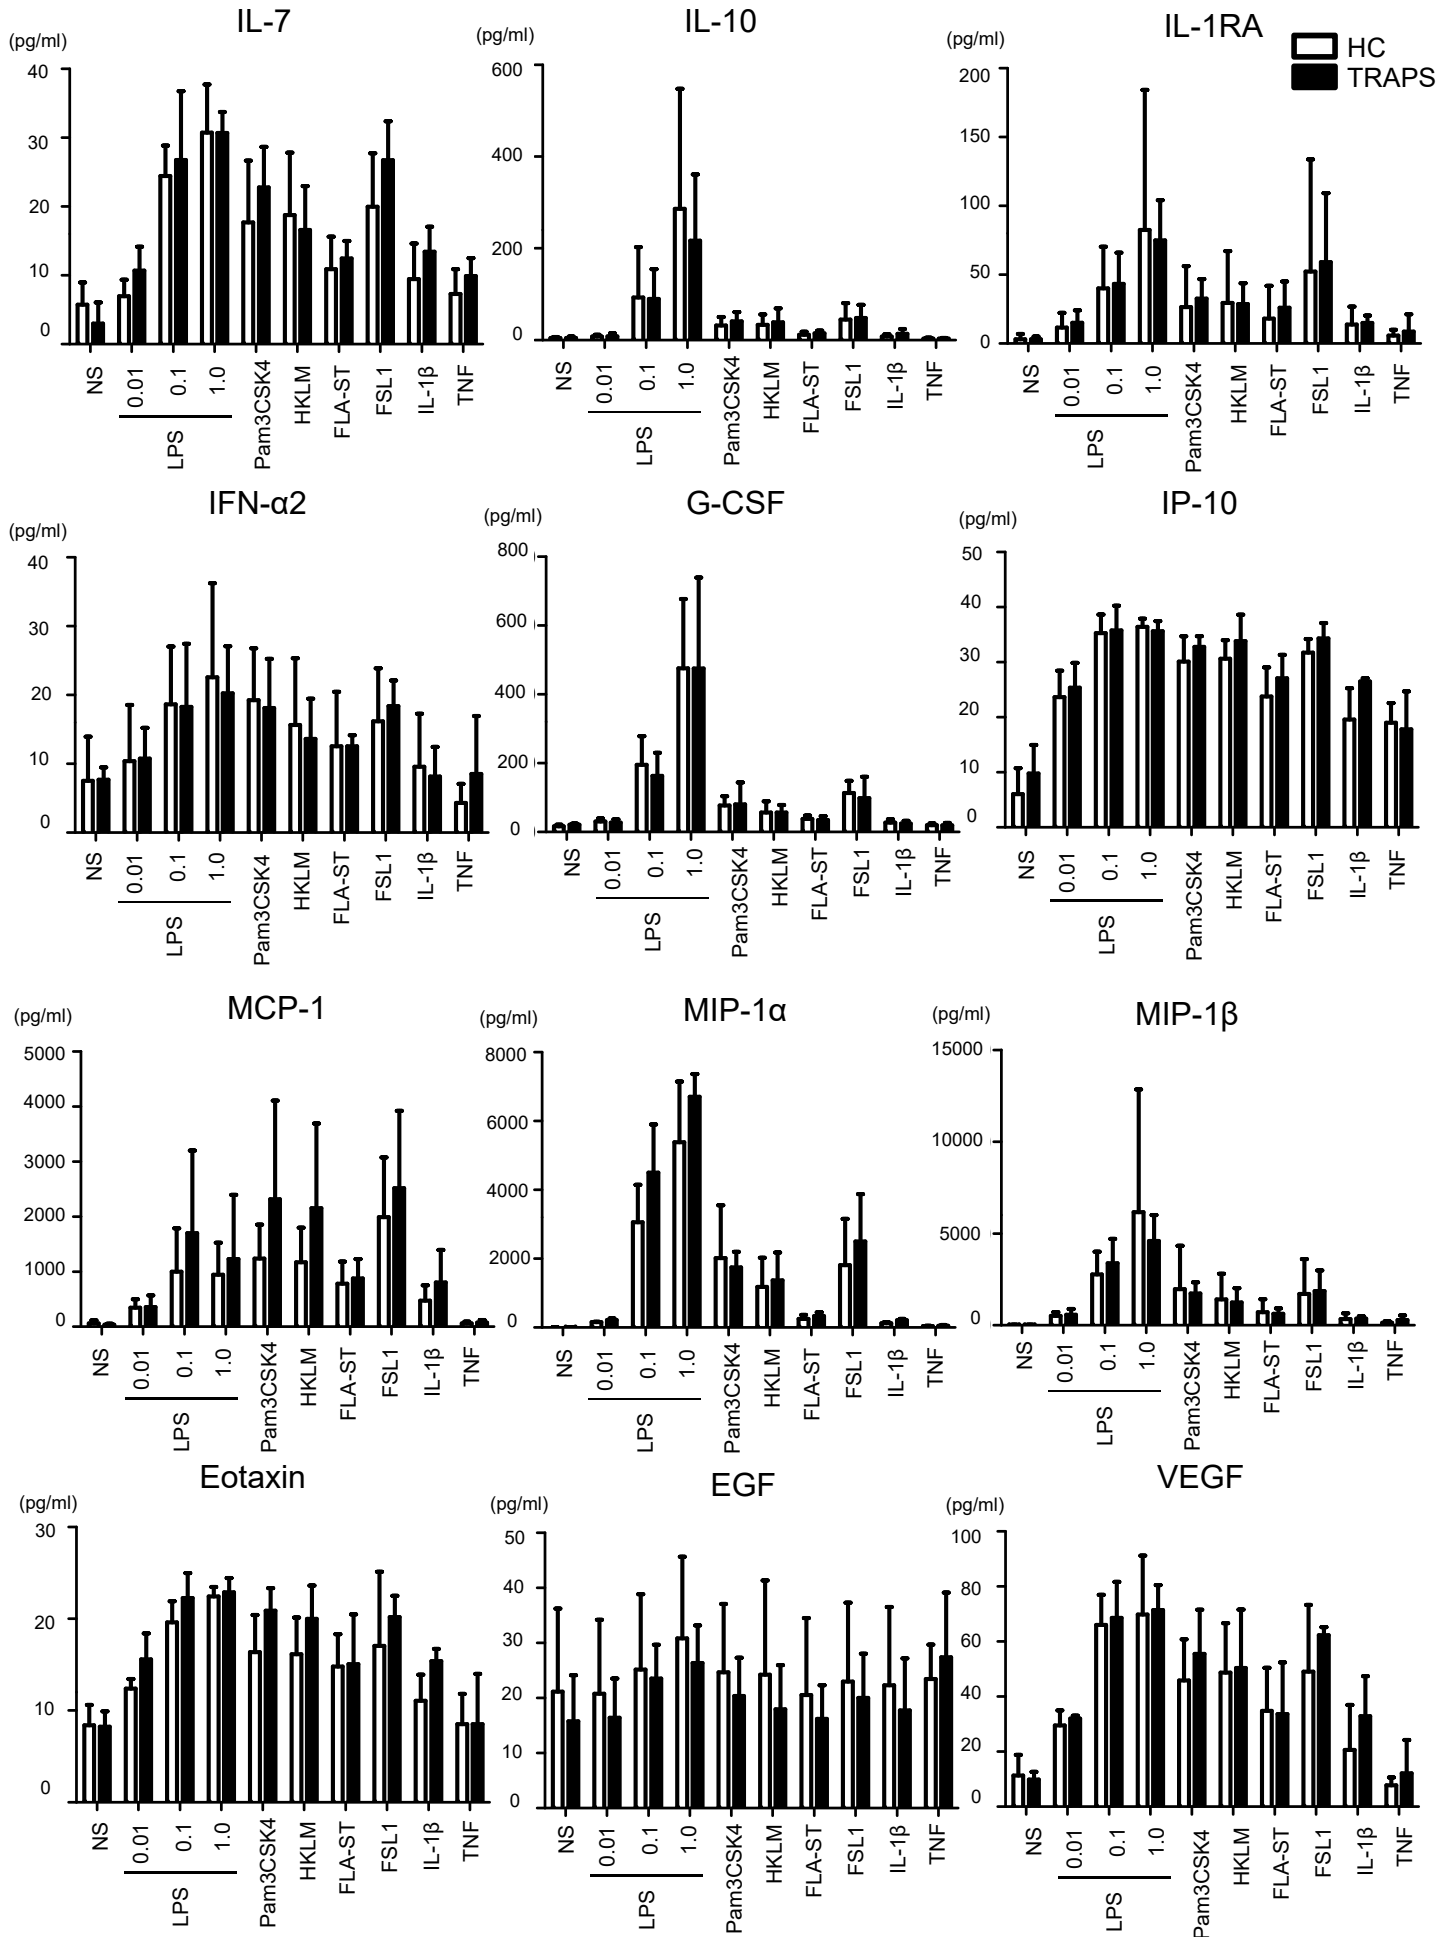 IL-7
(pg/ml)
40
30
20
10
0
NS
0.01
0.1
1.0
Pam3CSK4
HKLM
FLA-ST
FSL1
IL-1β
TNF
LPS
IL-10
(pg/ml)
600
400
200
0
NS
0.01
0.1
1.0
Pam3CSK4
HKLM
FLA-ST
FSL1
IL-1β
TNF
LPS
IL-1RA
(pg/ml)
HC
TRAPS
200
150
100
50
0
NS
0.01
0.1
1.0
Pam3CSK4
HKLM
FLA-ST
FSL1
IL-1β
TNF
LPS
IFN-α2
(pg/ml)
40
30
20
10
0
NS
0.01
0.1
1.0
Pam3CSK4
HKLM
FLA-ST
FSL1
IL-1β
TNF
LPS
G-CSF
(pg/ml)
800
600
400
200
0
NS
0.01
0.1
1.0
Pam3CSK4
HKLM
FLA-ST
FSL1
IL-1β
TNF
LPS
IP-10
(pg/ml)
50
40
30
20
10
0
NS
0.01
0.1
1.0
Pam3CSK4
HKLM
FLA-ST
FSL1
IL-1β
TNF
LPS
MCP-1
(pg/ml)
5000
4000
3000
2000
1000
0
NS
0.01
0.1
1.0
Pam3CSK4
HKLM
FLA-ST
FSL1
IL-1β
TNF
LPS
MIP-1α
(pg/ml)
8000
6000
4000
2000
0
NS
0.01
0.1
1.0
Pam3CSK4
HKLM
FLA-ST
FSL1
IL-1β
TNF
LPS
MIP-1β
(pg/ml)
15000
10000
5000
0
NS
0.01
0.1
1.0
Pam3CSK4
HKLM
FLA-ST
FSL1
IL-1β
TNF
LPS
Eotaxin
(pg/ml)
30
20
10
0
NS
0.01
0.1
1.0
Pam3CSK4
HKLM
FLA-ST
FSL1
IL-1β
TNF
LPS
EGF
(pg/ml)
50
40
30
20
10
0
NS
0.01
0.1
1.0
Pam3CSK4
HKLM
FLA-ST
FSL1
IL-1β
TNF
LPS
VEGF
(pg/ml)
100
80
60
40
20
0
NS
0.01
0.1
1.0
Pam3CSK4
HKLM
FLA-ST
FSL1
IL-1β
TNF
LPS